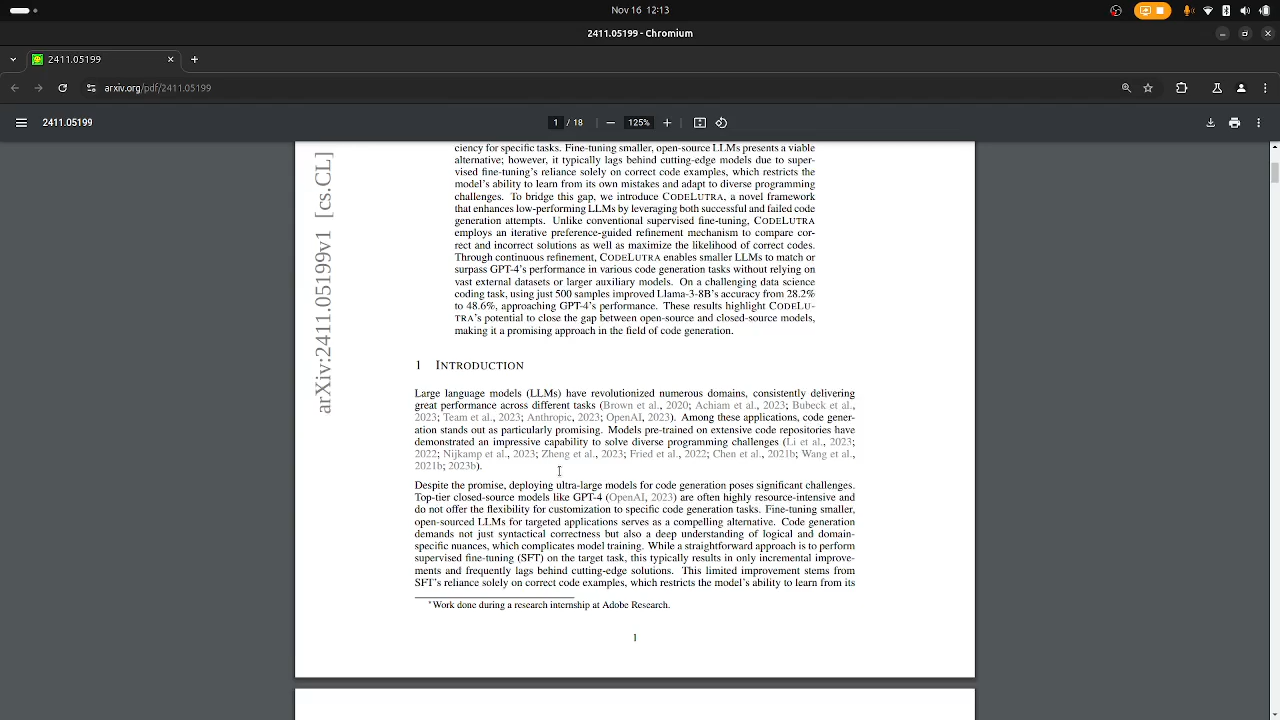 Nov 16 12:13
2411.05199 - Chromium
2411.05199
arxiv.org/pdf/2411.05199
2411.05199
1 / 18
125%
arXiv:2411.05199v1 [cs.CL]
ciency for specific tasks. Fine-tuning smaller, open-source LLMs presents a viable
alternative; however, it typically lags behind cutting-edge models due to super-
vised fine-tuning's reliance solely on correct code examples, which restricts the
model's ability to learn from its own mistakes and adapt to diverse programming
challenges. To bridge this gap, we introduce CODELUTRA, a novel framework
that enhances low-performing LLMs by leveraging both successful and failed code
generation attempts. Unlike conventional supervised fine-tuning, CODELUTRA
employs an iterative preference-guided refinement mechanism to compare cor-
rect and incorrect solutions as well as maximize the likelihood of correct codes.
Through continuous refinement, CODELUTRA enables smaller LLMs to match or
surpass GPT-4's performance in various code generation tasks without relying on
vast external datasets or larger auxiliary models. On a challenging data science
coding task, using just 500 samples improved Llama-3-8B's accuracy from 28.2%
to 48.6%, approaching GPT-4's performance. These results highlight CODELU-
TRA's potential to close the gap between open-source and closed-source models,
making it a promising approach in the field of code generation.
1 INTRODUCTION
Large language models (LLMs) have revolutionized numerous domains, consistently delivering
great performance across different tasks (Brown et al., 2020; Achiam et al., 2023; Bubeck et al.,
2023; Team et al., 2023; Anthropic, 2023; OpenAI, 2023). Among these applications, code gener-
ation stands out as particularly promising. Models pre-trained on extensive code repositories have
demonstrated an impressive capability to solve diverse programming challenges (Li et al., 2023;
2022; Nijkamp et al., 2023; Zheng et al., 2023; Fried et al., 2022; Chen et al., 2021b; Wang et al.,
2021b; 2023b).
Despite the promise, deploying ultra-large models for code generation poses significant challenges.
Top-tier closed-source models like GPT-4 (OpenAI, 2023) are often highly resource-intensive and
do not offer the flexibility for customization to specific code generation tasks. Fine-tuning smaller,
open-sourced LLMs for targeted applications serves as a compelling alternative. Code generation
demands not just syntactical correctness but also a deep understanding of logical and domain-
specific nuances, which complicates model training. While a straightforward approach is to perform
supervised fine-tuning (SFT) on the target task, this typically results in only incremental improve-
ments and frequently lags behind cutting-edge solutions. This limited improvement stems from
SFT's reliance solely on correct code examples, which restricts the model's ability to learn from its
*Work done during a research internship at Adobe Research.
1